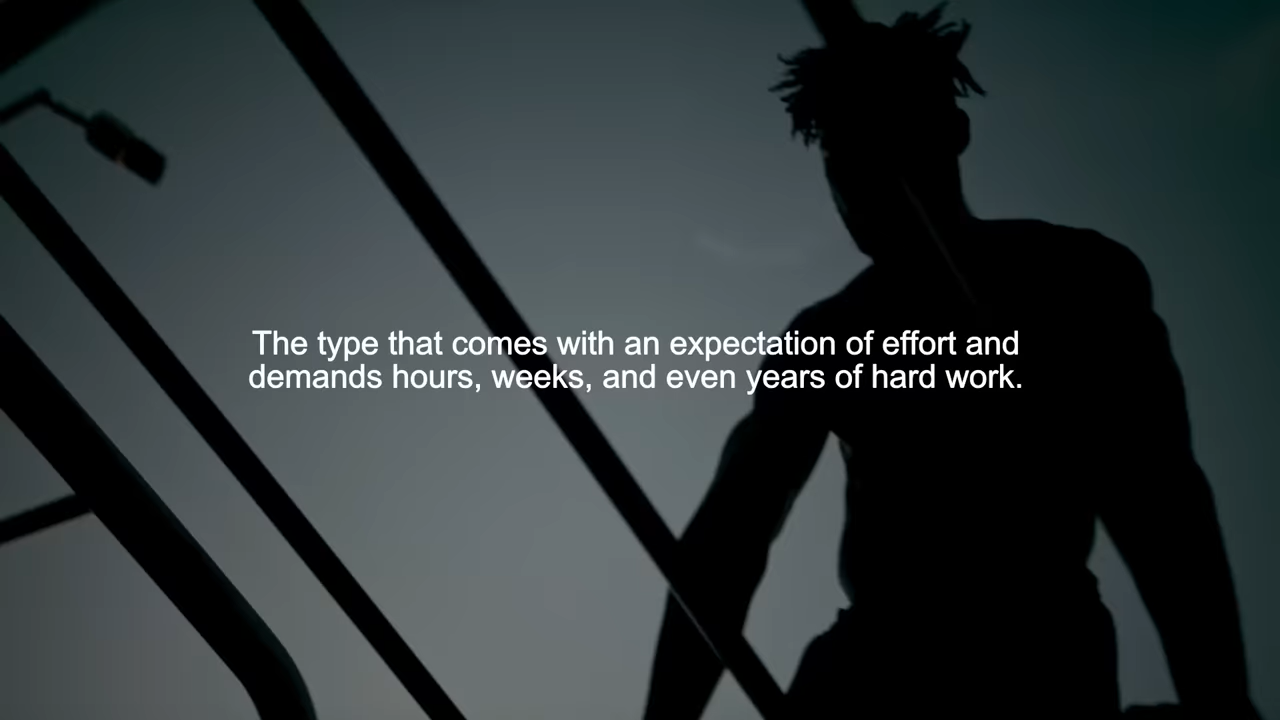 The type that comes with an expectation of effort and
demands hours, weeks, and even years of hard work.